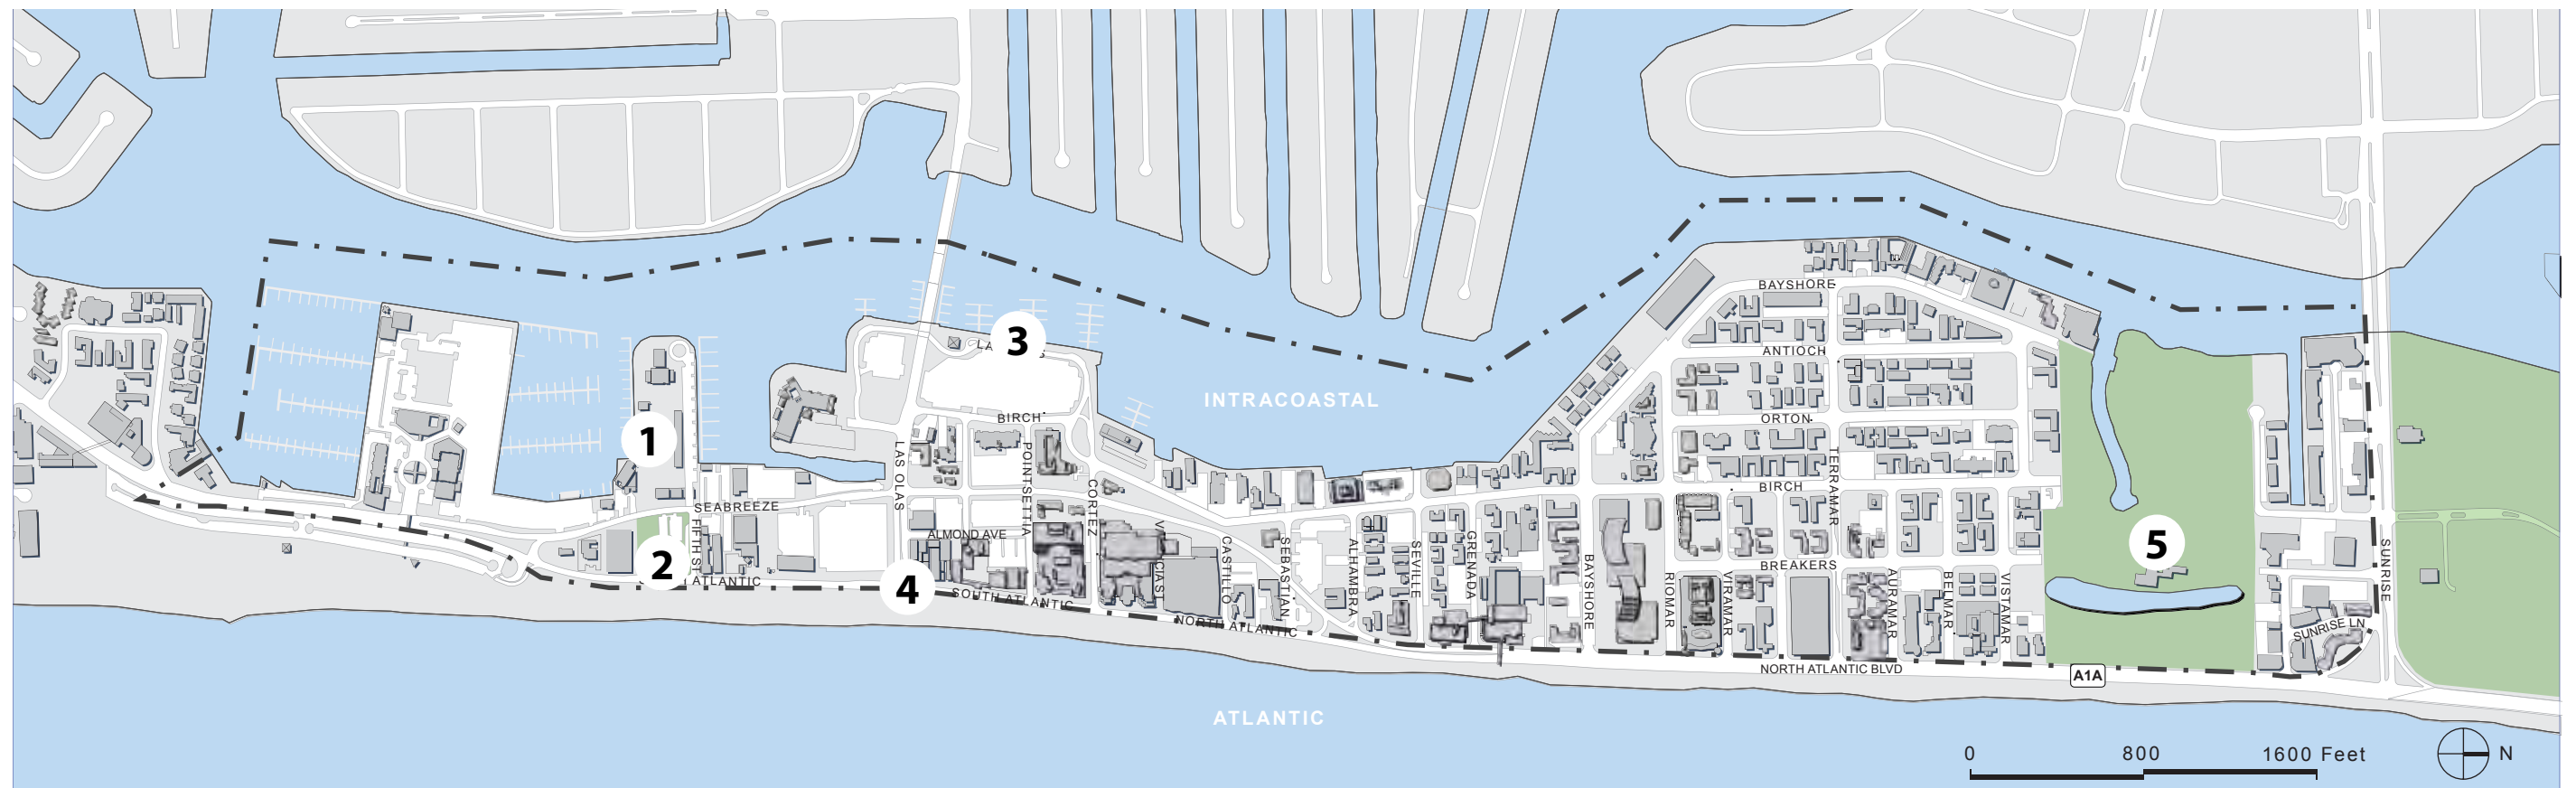 BAYSHORE
3
LA
S
ANTIOCH
INTRACOASTAL
BIRCH
ORTON
1
LAS OLAS
POINSETTIA
CORTEZ
TERRAMAR
BIRCH
SEABREEZE
FIFTH ST
ALMOND AVE
CASTILLO
SEBASTIAN
ALHAMBRA
SEVILLE
GRENADA
BAYSHORE
RIOMAR
VIRAMAR
BREAKERS
AURAMAR
BELMAR
VISTAMAR
5
SUNRISE
2
ATLANTIC
4
SOUTH ATLANTIC
NORTH ATLANTIC
SUNRISE LN
NORTH ATLANTIC BLVD
A1A
ATLANTIC
0 800 1600 Feet
N